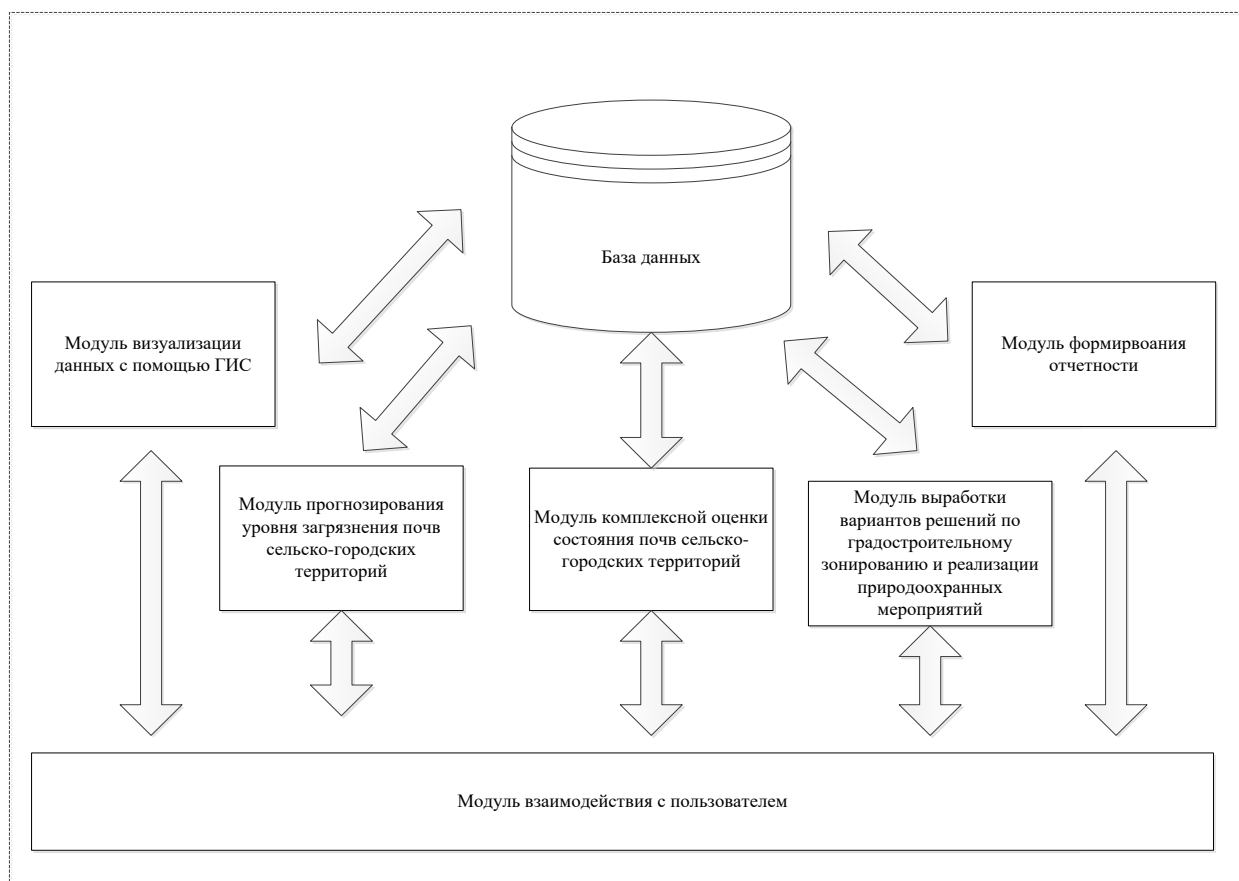 База данных
Модуль визуализации
данных с помощью ГИС
Модуль формирвоания
отчетности
Модуль прогнозирования
уровня загрязнения почв
сельско-городских
территорий
Модуль комплексной оценки
состояния почв сельско-
городских территорий
Модуль выработки
вариантов решений по
градостроительному
зонированию и реализации
природоохранных
мероприятий
Модуль взаимодействия с пользователем